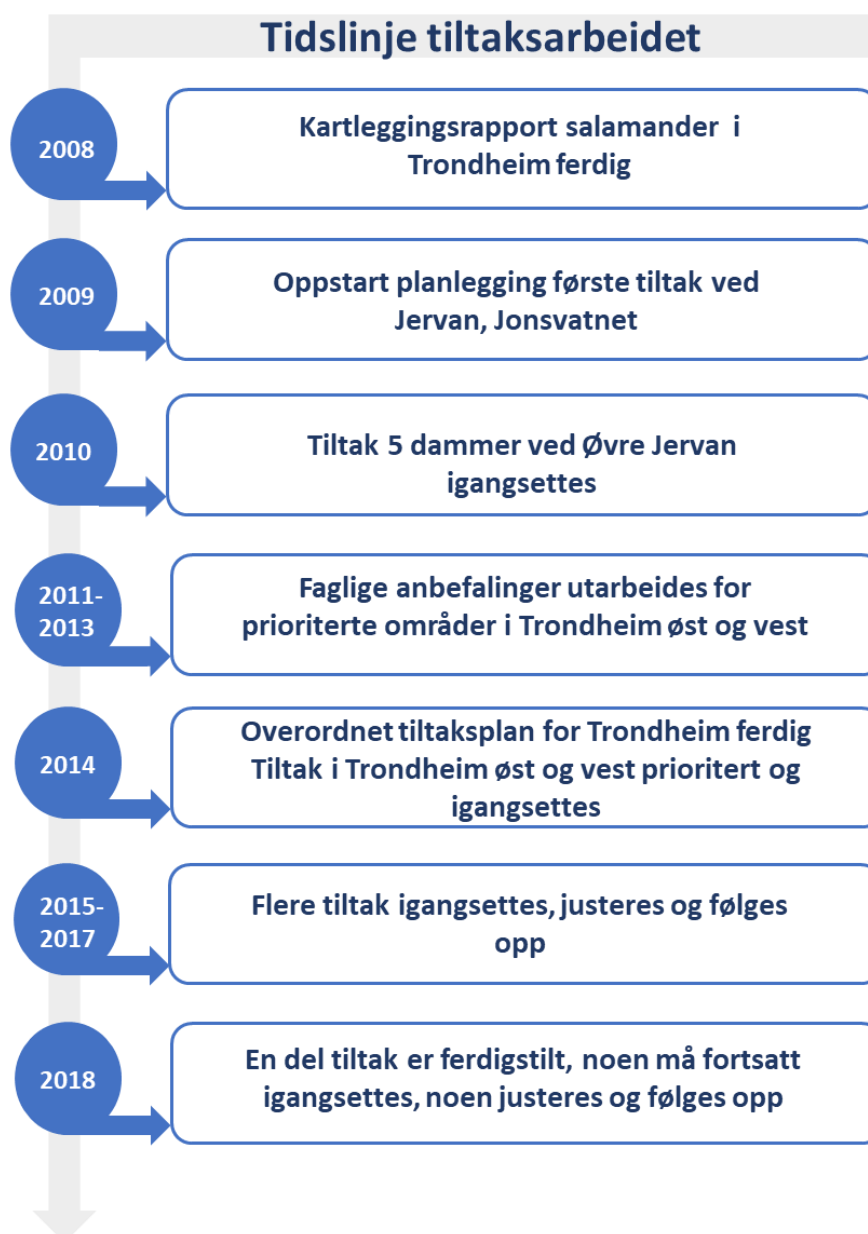 Tidslinje tiltaksarbeidet
2008
Kartleggingsrapport salamander i
Trondheim ferdig
2009
Oppstart planlegging første tiltak ved
Jervan, Jonsvatnet
2010
Tiltak 5 dammer ved Øvre Jervan
igangsettes
2011-
2013
Faglige anbefalinger utarbeides for
prioriterte områder i Trondheim øst og vest
2014
Overordnet tiltaksplan for Trondheim ferdig
Tiltak i Trondheim øst og vest prioritert og
igangsettes
2015-
2017
Flere tiltak igangsettes, justeres og følges
opp
2018
En del tiltak er ferdigstilt, noen må fortsatt
igangsettes, noen justeres og følges opp